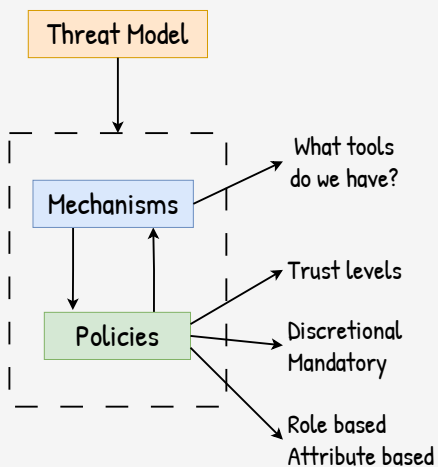 Threat Model
What tools
do we have?
Mechanisms
Trust levels
Policies
Discretional
Mandatory
Role based
Attribute based